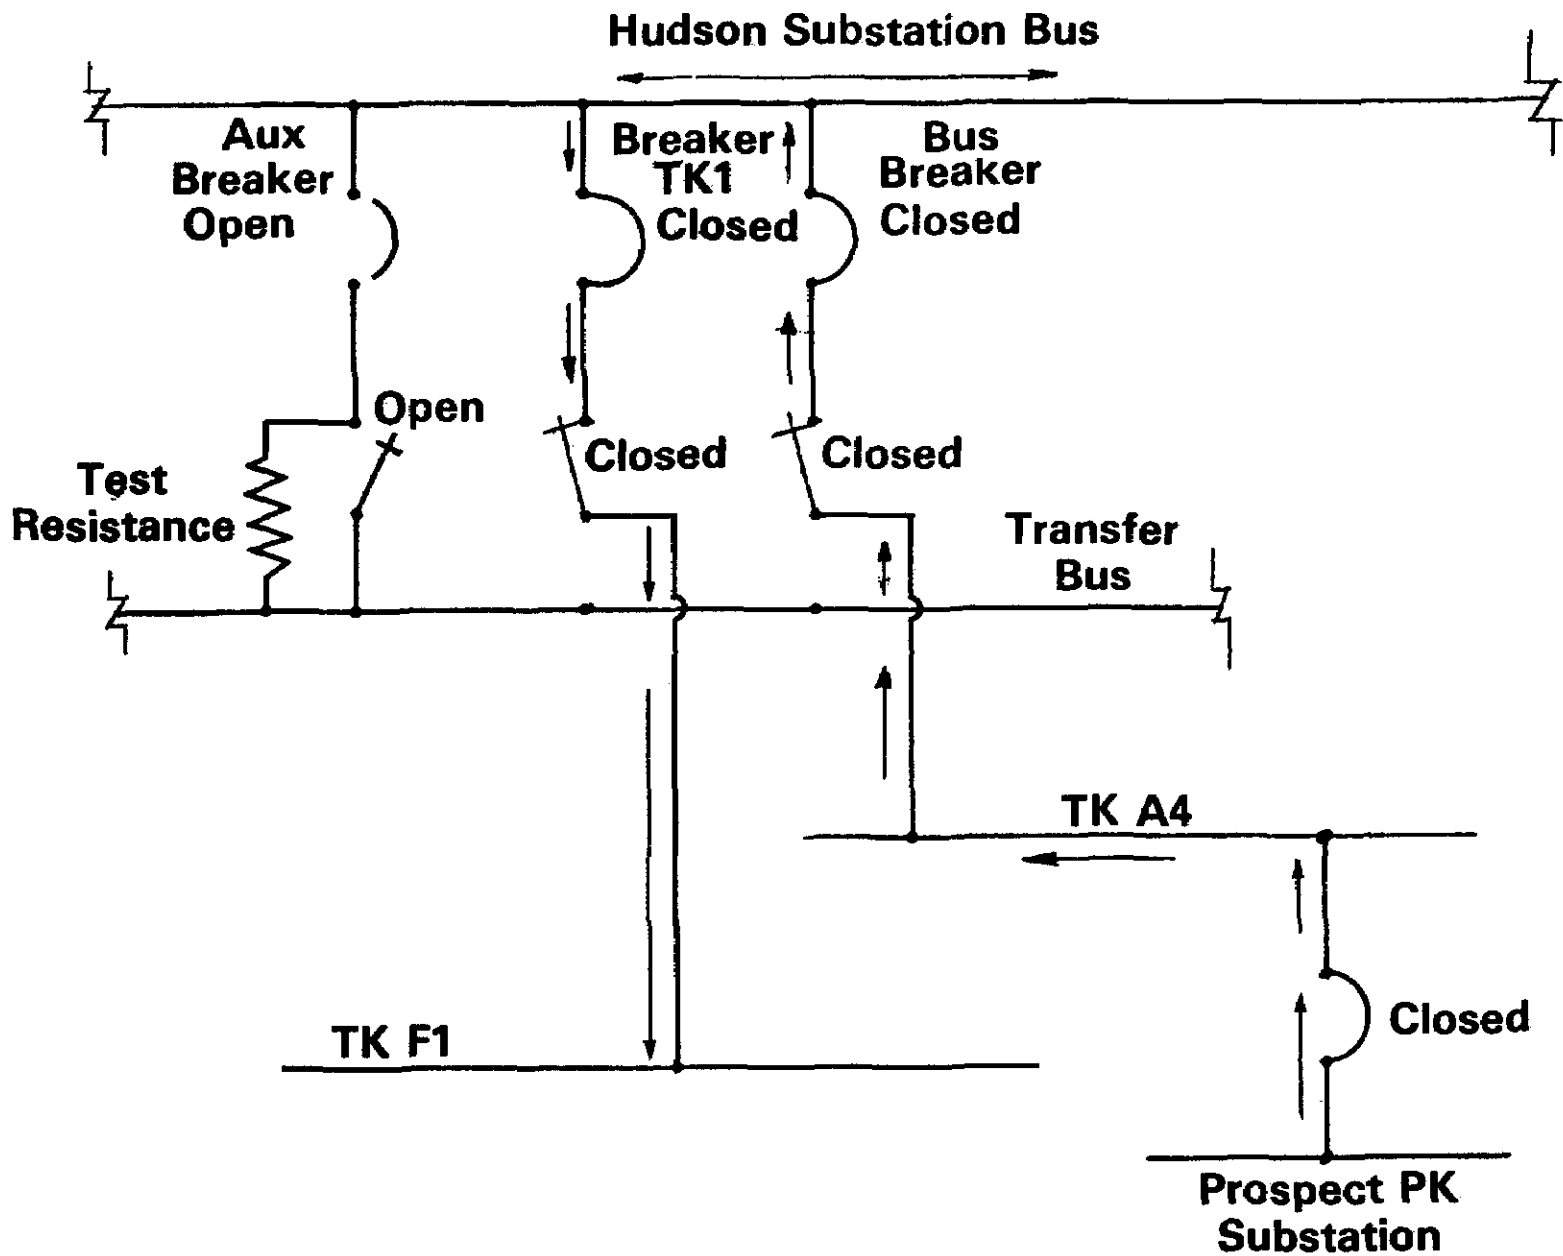 Hudson Substation Bus
Aux
Breaker
Open
Breaker
TK1
Closed
Bus
Breaker
Closed
Open
Closed
Closed
Test
Resistance
Transfer
Bus
TK A4
TK F1
Closed
Prospect PK
Substation